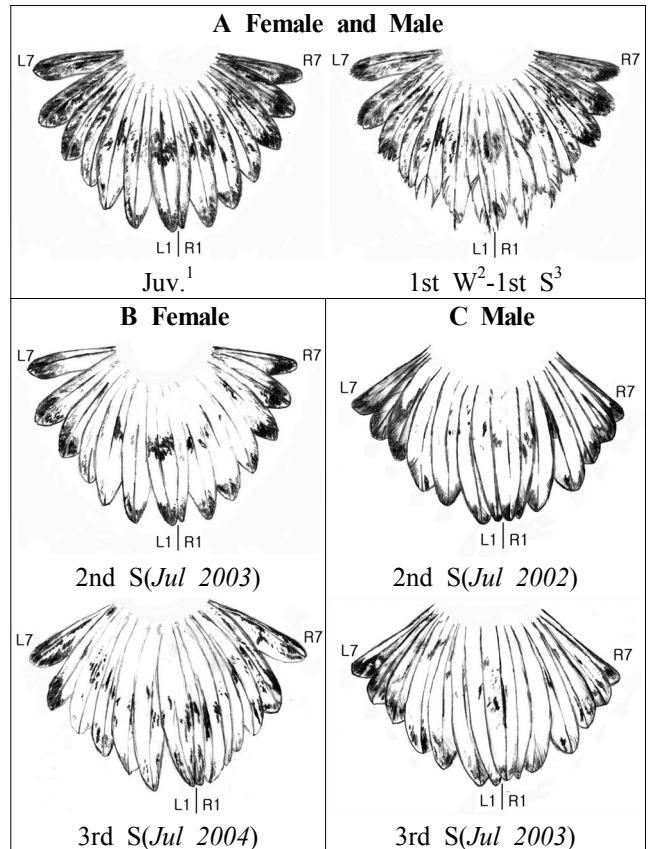 A Female and Male
L7 R7 L7 R7
L1 R1 L1 R1
Juv.1 1st W2-1st S3
B Female
L7 R7
L1 R1
2nd S(Jul 2003)
L7 R7
L1 R1
3rd S(Jul 2004)
C Male
L7 R7
L1 R1
2nd S(Jul 2002)
L7 R7
L1 R1
3rd S(Jul 2003)